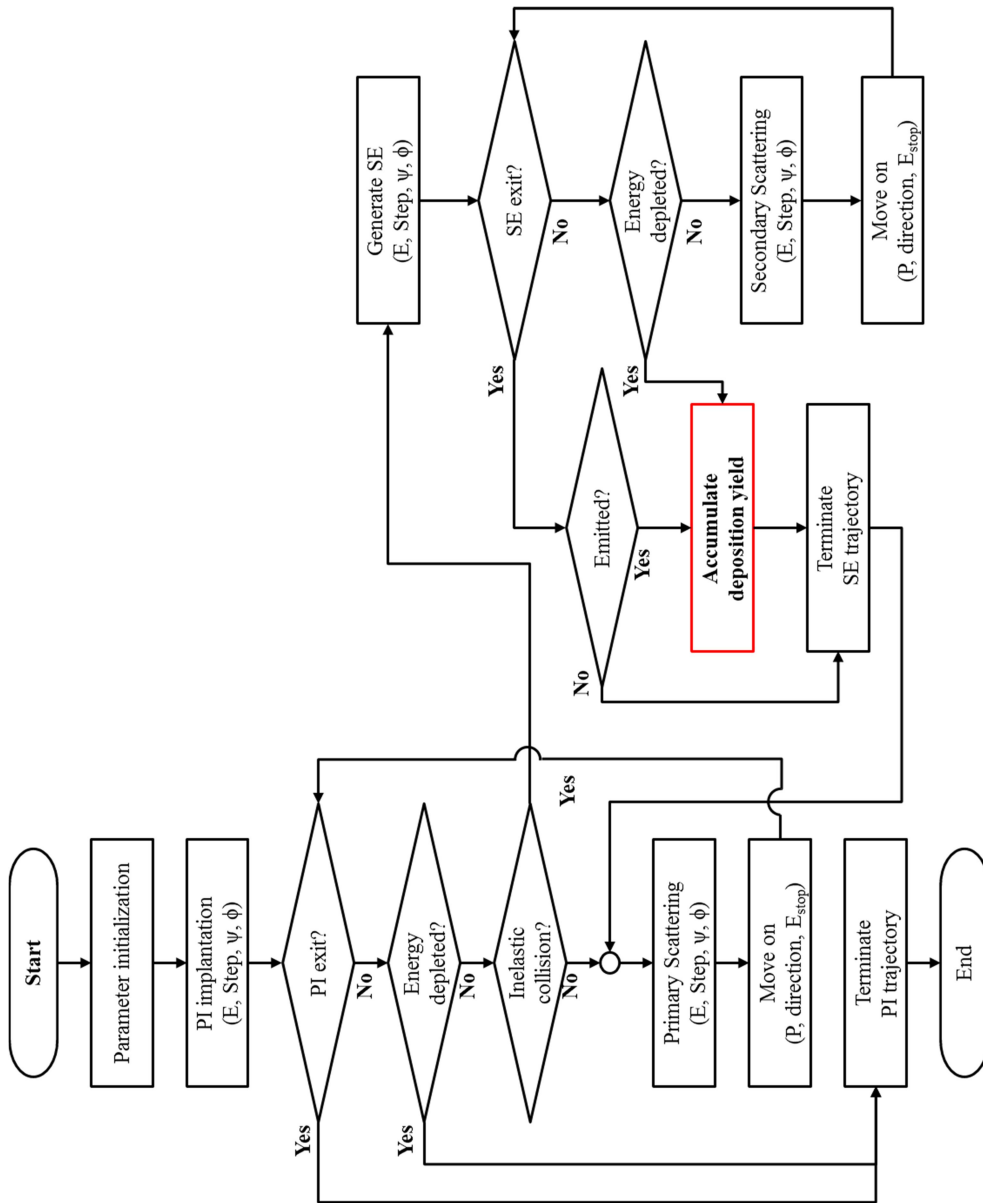 Start
Parameter initialization
PI implantation
(E, Step, ψ, ϕ)
PI exit?
Yes
No
Energy
depleted?
Yes
No
Inelastic
collision?
Yes
No
Primary Scattering
(E, Step, ψ, ϕ)
Move on
(P, direction, E_stop)
Terminate
PI trajectory
End
Generate SE
(E, Step, ψ, ϕ)
SE exit?
Yes
No
Energy
depleted?
Yes
No
Secondary Scattering
(E, Step, ψ, ϕ)
Move on
(P, direction, E_stop)
Emitted?
No
Yes
Accumulate
deposition yield
Terminate
SE trajectory